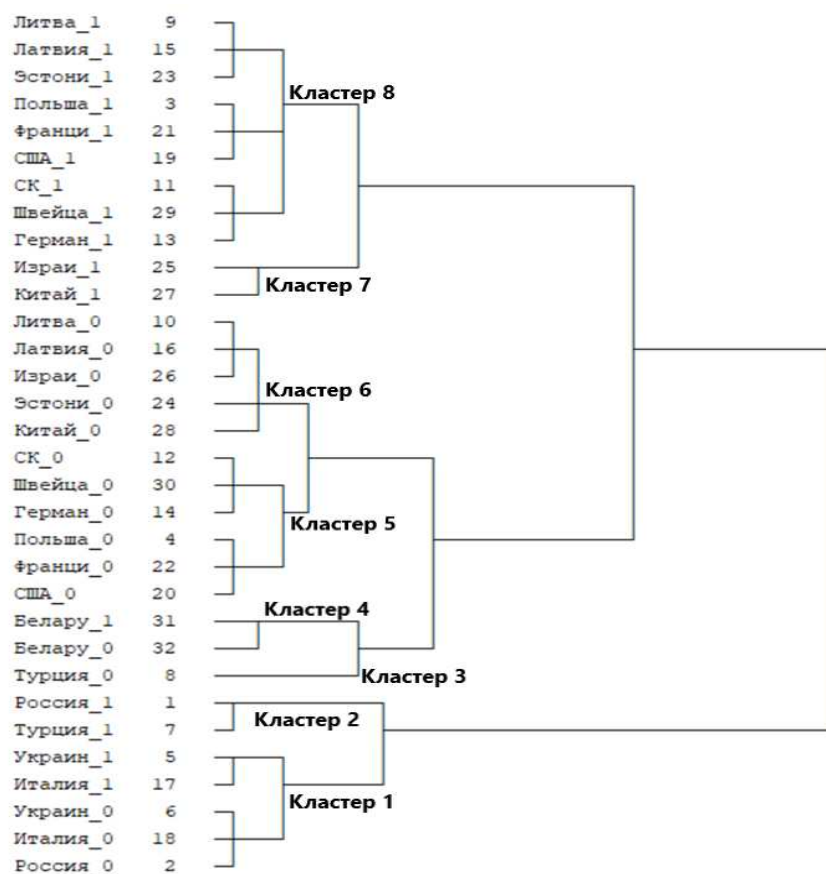 Литва_1 9
Латвия_1 15
Эстони_1 23
Польша_1 3
Кластер 8
Франци_1 21
США_1 19
СК_1 11
Швейца_1 29
Герман_1 13
Израи_1 25
Кластер 7
Китай_1 27
Литва_0 10
Латвия_0 16
Израи_0 26
Кластер 6
Эстони_0 24
Китай_0 28
СК_0 12
Швейца_0 30
Герман_0 14
Кластер 5
Польша_0 4
Франци_0 22
США_0 20
Кластер 4
Белару_1 31
Белару_0 32
Турция_0 8
Кластер 3
Россия_1 1
Кластер 2
Турция_1 7
Украин_1 5
Италия_1 17
Кластер 1
Украин_0 6
Италия_0 18
Россия 0 2